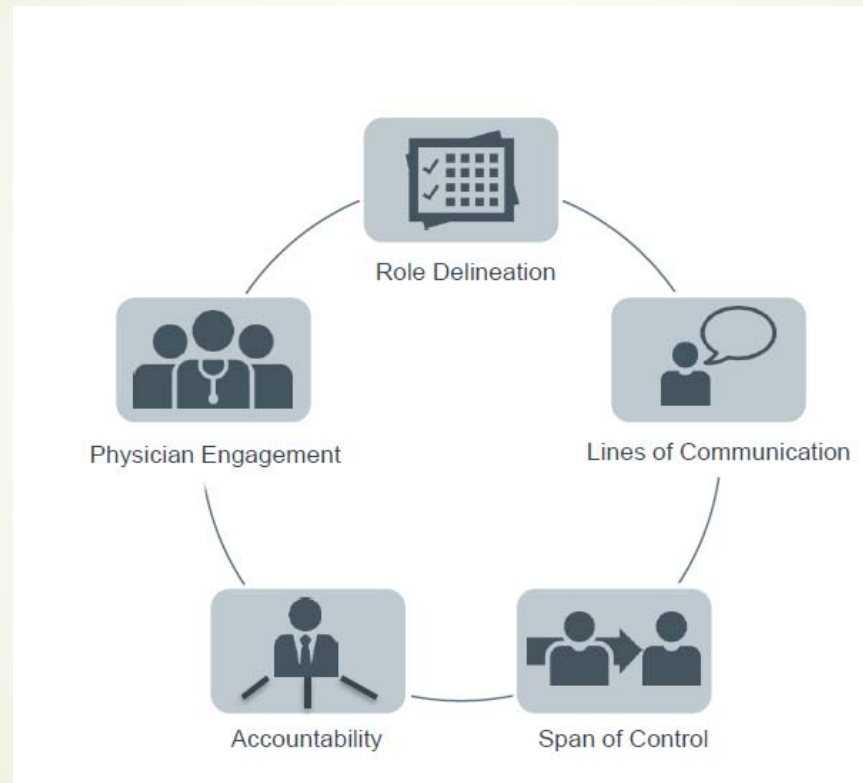 Role Delineation
Physician Engagement
Lines of Communication
Accountability
Span of Control